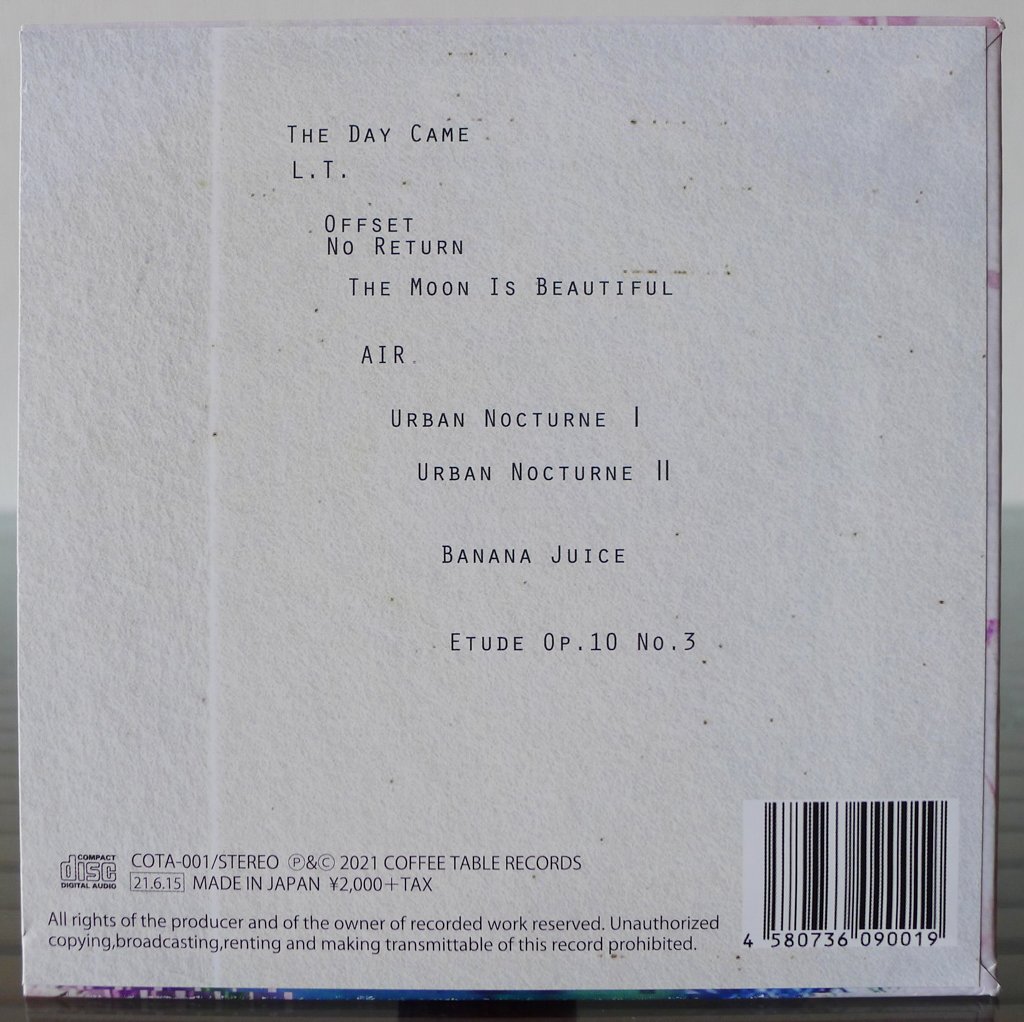 THE DAY CAME
L.T.
OFFSET
NO RETURN
THE MOON IS BEAUTIFUL
AIR
URBAN NOCTURNE I
URBAN NOCTURNE II
BANANA JUICE
ETUDE OP.10 NO.3
COMPACT
disc
DIGITAL AUDIO
COTA-001/STEREO Ⓟ&Ⓒ 2021 COFFEE TABLE RECORDS
21.6.15 MADE IN JAPAN ¥2,000+TAX
All rights of the producer and of the owner of recorded work reserved. Unauthorized
copying,broadcasting,renting and making transmittable of this record prohibited.
4 580736 090019